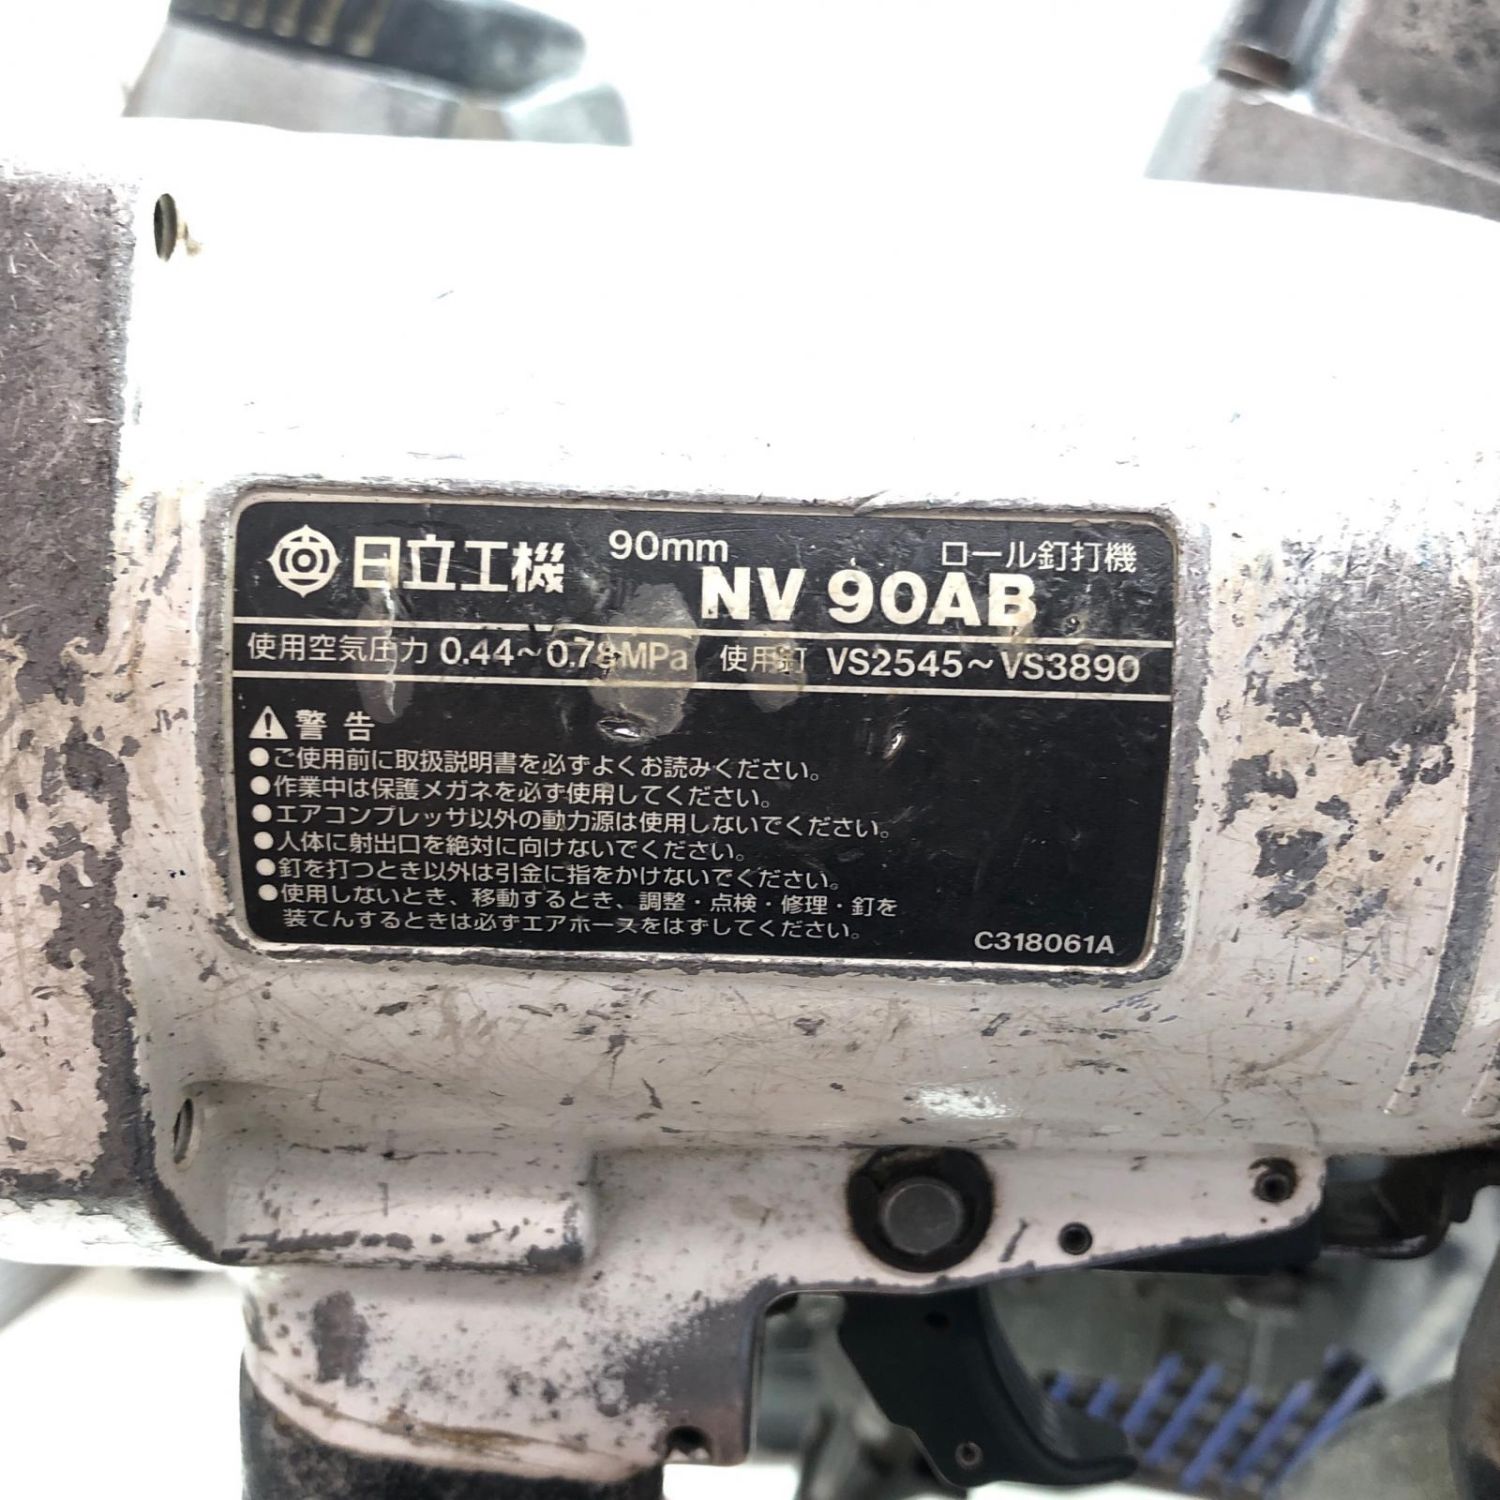 日立工機 90mm ロール釘打機
NV 90AB
使用空気圧力 0.44～0.78MPa 使用釘 VS2545～VS3890
警告
●ご使用前に取扱説明書を必ずよくお読みください。
●作業中は保護メガネを必ず使用してください。
●エアコンプレッサ以外の動力源は使用しないでください。
●人体に射出口を絶対に向けないでください。
●釘を打つとき以外は引金に指をかけないでください。
●使用しないとき、移動するとき、調整・点検・修理・釘を
装てんするときは必ずエアホースをはずしてください。
C318061A